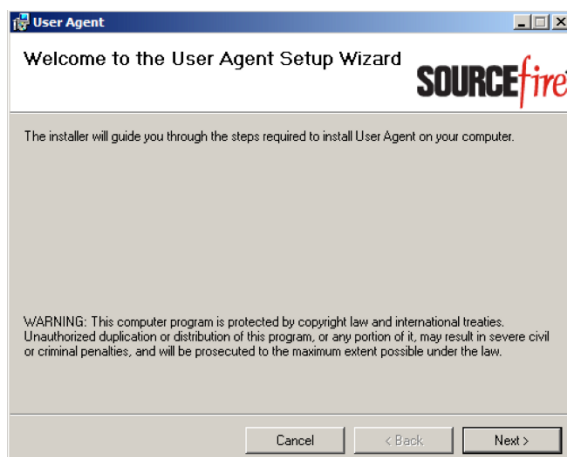 User Agent
Welcome to the User Agent Setup Wizard
SOURCEfire
The installer will guide you through the steps required to install User Agent on your computer.
WARNING: This computer program is protected by copyright law and international treaties.
Unauthorized duplication or distribution of this program, or any portion of it, may result in severe civil
or criminal penalties, and will be prosecuted to the maximum extent possible under the law.
Cancel
< Back
Next >